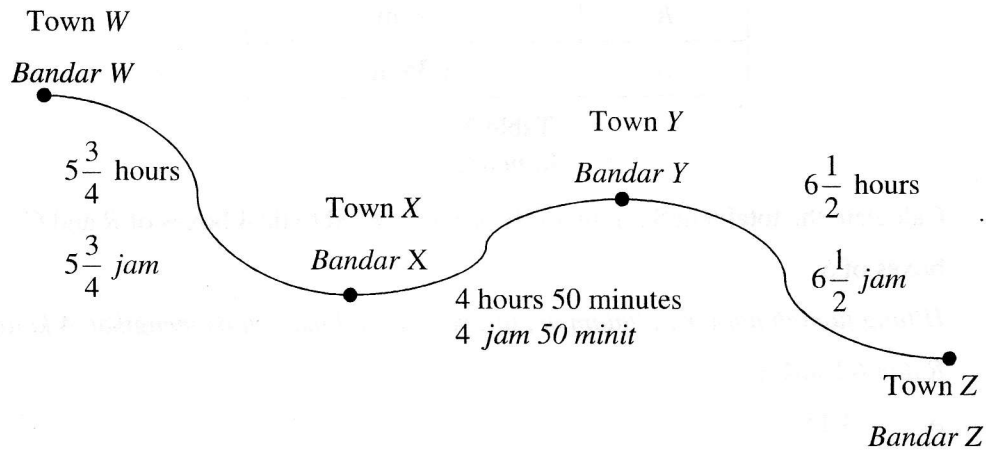 Town W
Bandar W
5 3/4 hours
5 3/4 jam
Town X
Bandar X
4 hours 50 minutes
4 jam 50 minit
Town Y
Bandar Y
6 1/2 hours
6 1/2 jam
Town Z
Bandar Z